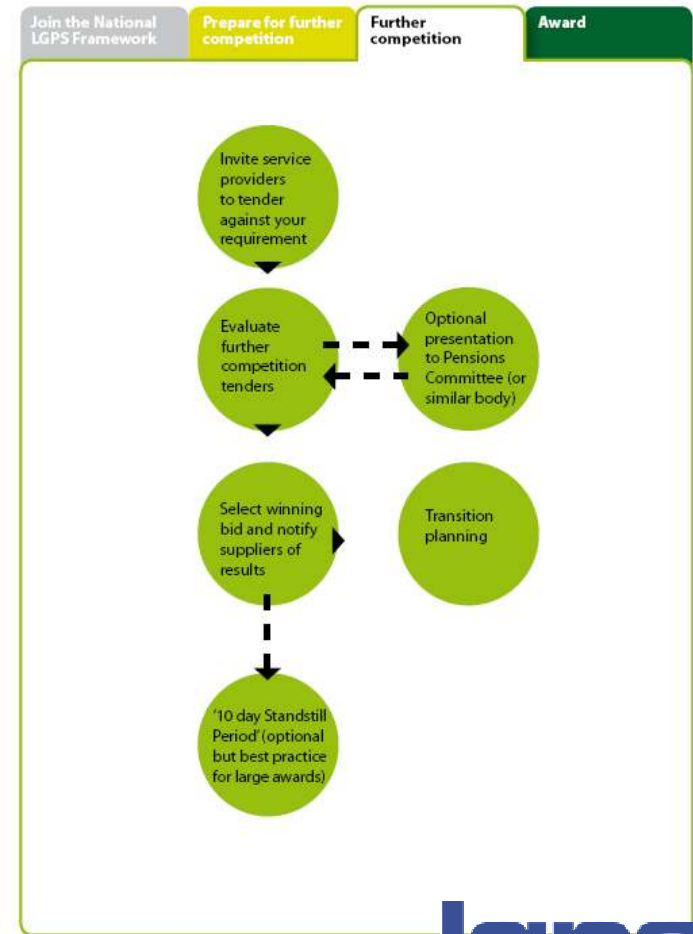 Join the National
LGPS Framework
Prepare for further
competition
Further
competition
Award
Invite service
providers
to tender
against your
requirement
Evaluate
further
competition
tenders
Optional
presentation
to Pensions
Committee (or
similar body)
Select winning
bid and notify
suppliers of
results
Transition
planning
'10 day Standstill
Period' (optional
but best practice
for large awards)